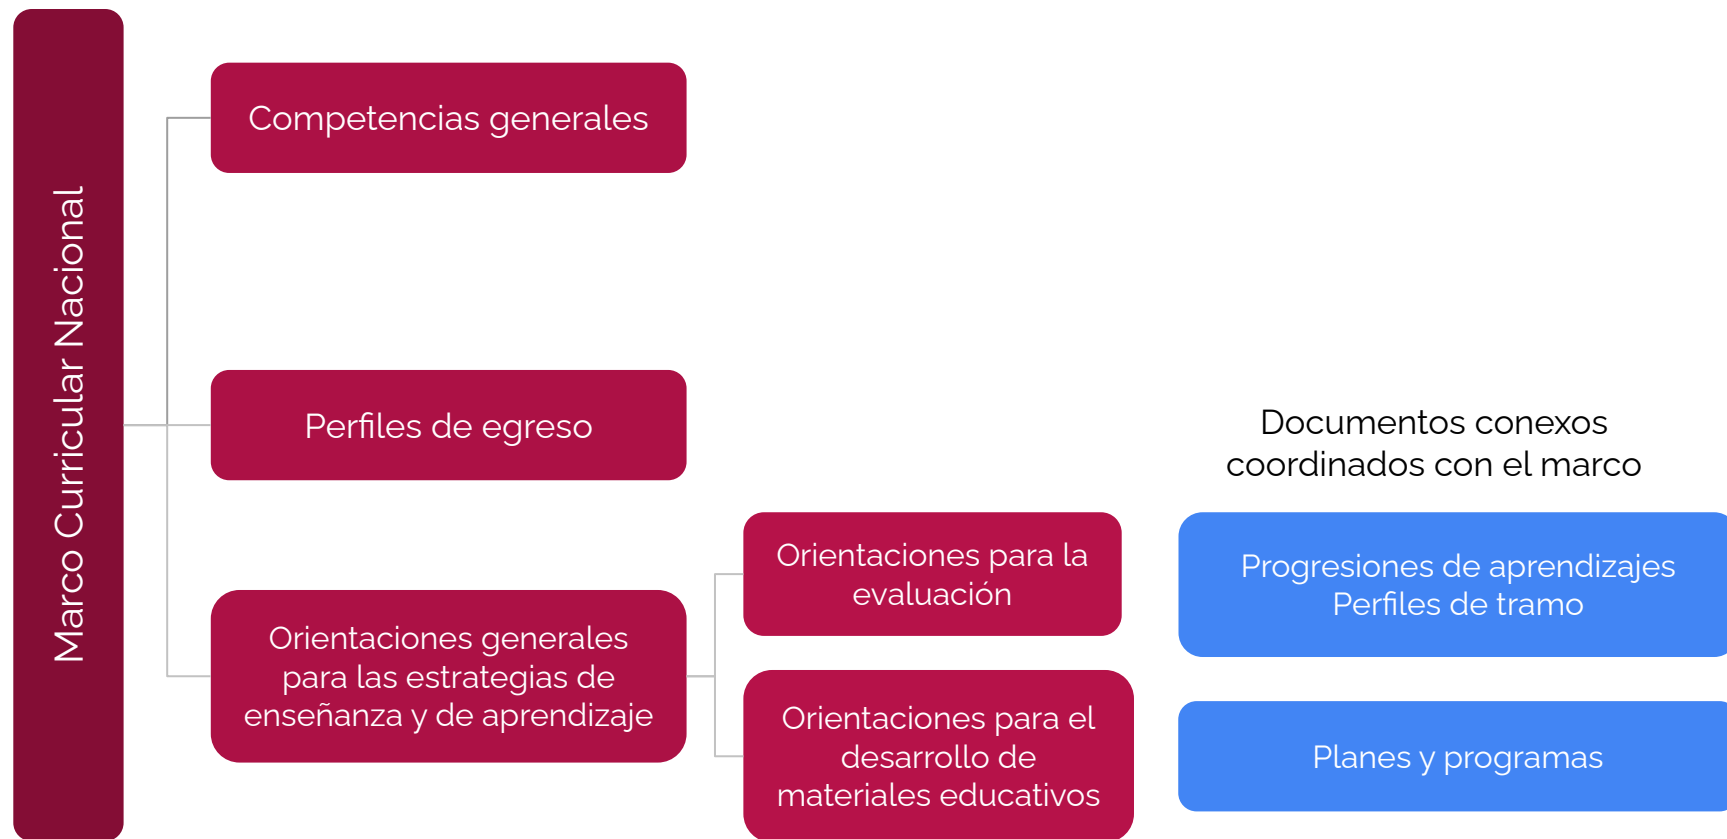 Marco Curricular Nacional
Competencias generales
Perfiles de egreso
Orientaciones generales
para las estrategias de
enseñanza y de aprendizaje
Orientaciones para la
evaluación
Orientaciones para el
desarrollo de
materiales educativos
Documentos conexos
coordinados con el marco
Progresiones de aprendizajes
Perfiles de tramo
Planes y programas